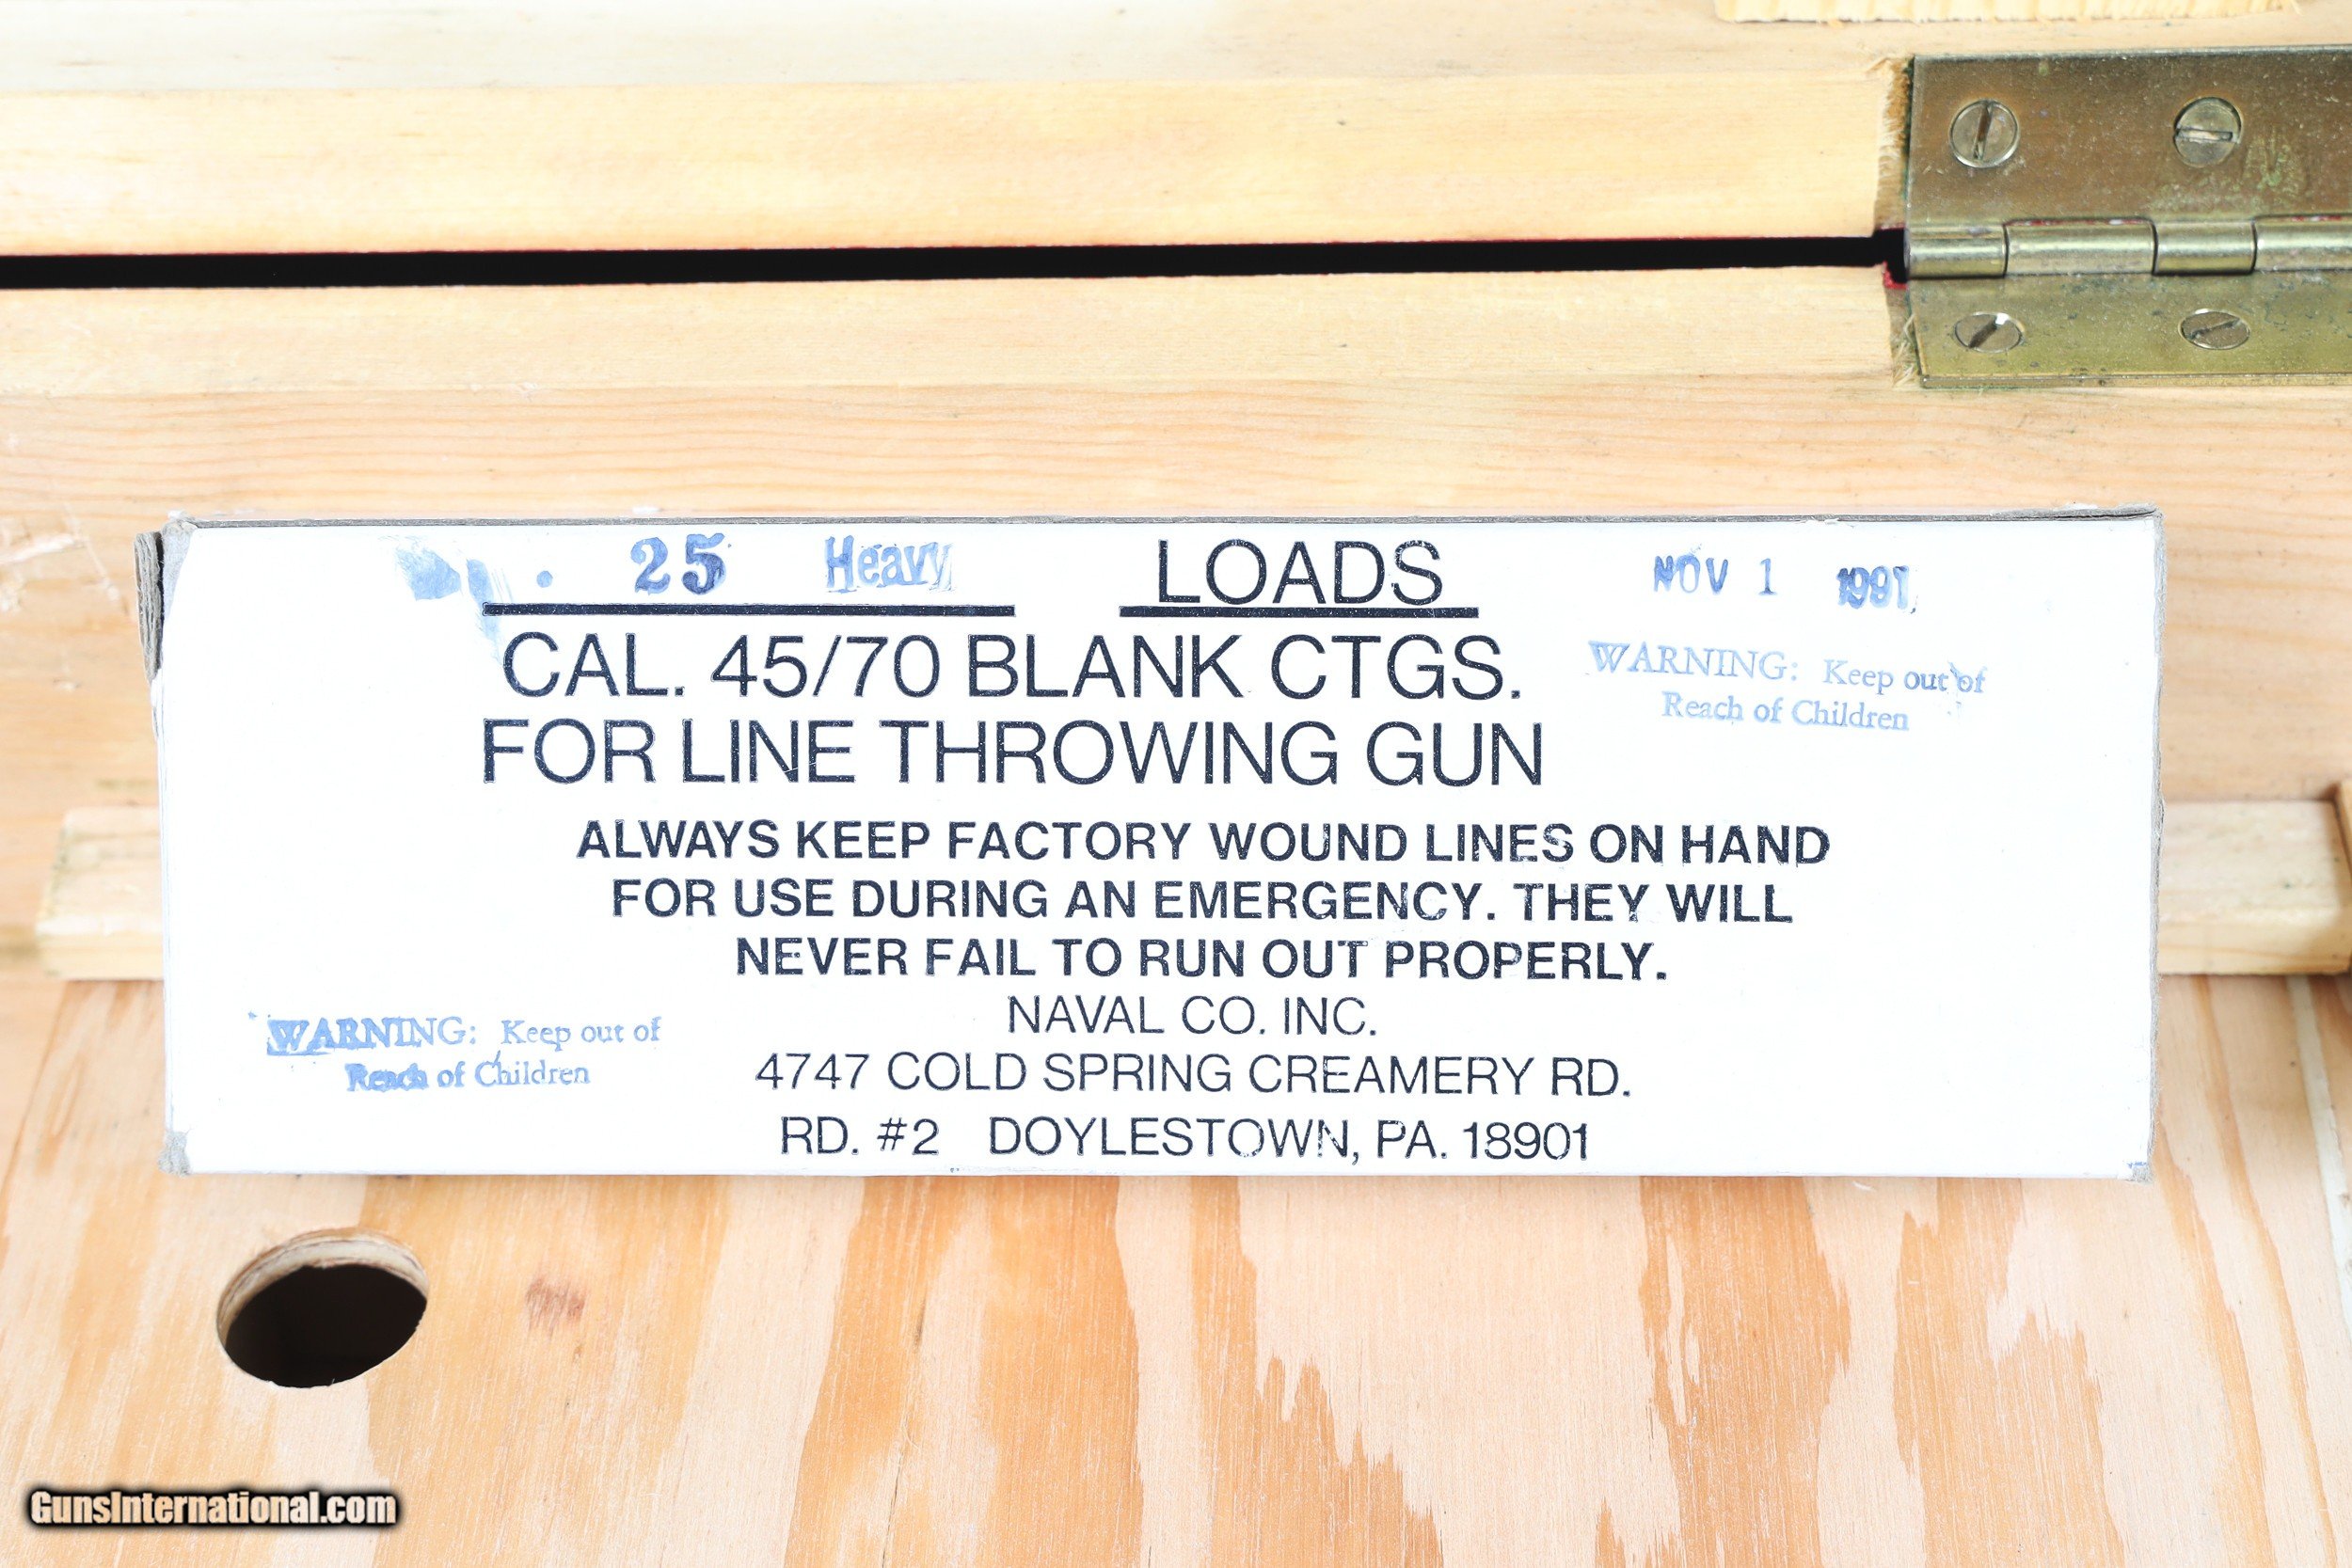 25 Heavy LOADS NOV 1 1991
CAL. 45/70 BLANK CTGS.
FOR LINE THROWING GUN
WARNING: Keep out of
Reach of Children
ALWAYS KEEP FACTORY WOUND LINES ON HAND
FOR USE DURING AN EMERGENCY. THEY WILL
NEVER FAIL TO RUN OUT PROPERLY.
NAVAL CO. INC.
4747 COLD SPRING CREAMERY RD.
RD. #2 DOYLESTOWN, PA. 18901
WARNING: Keep out of
Reach of Children
GunsInternational.com